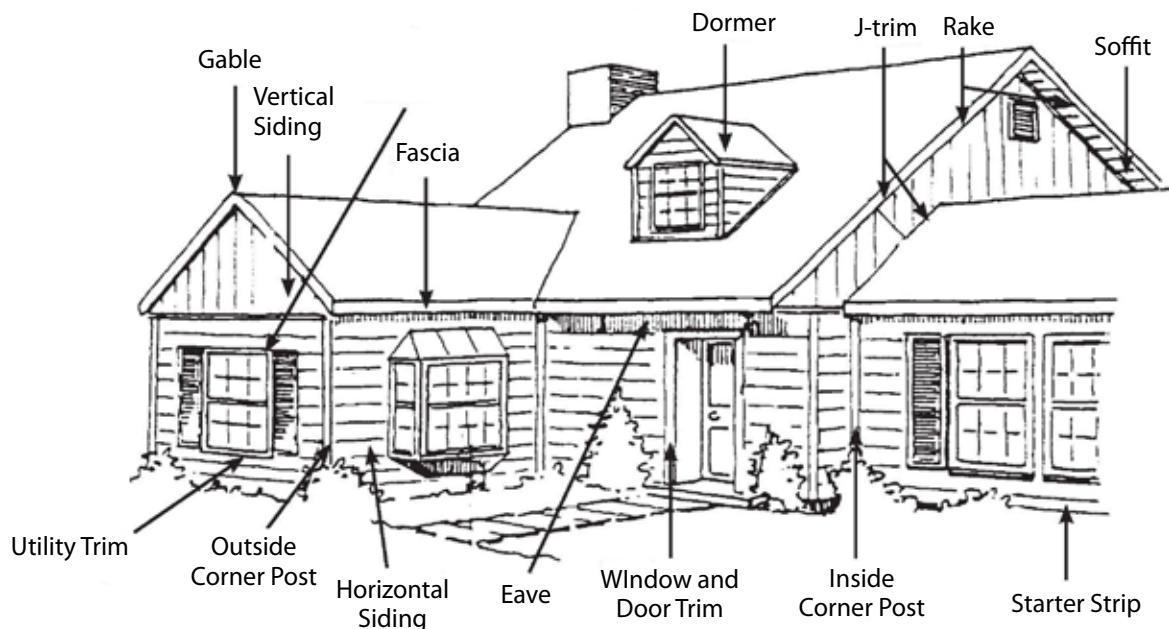 Dormer
J-trim
Rake
Soffit
Gable
Vertical
Siding
Fascia
Utility Trim
Outside
Corner Post
Horizontal
Siding
Eave
WIndow and
Door Trim
Inside
Corner Post
Starter Strip